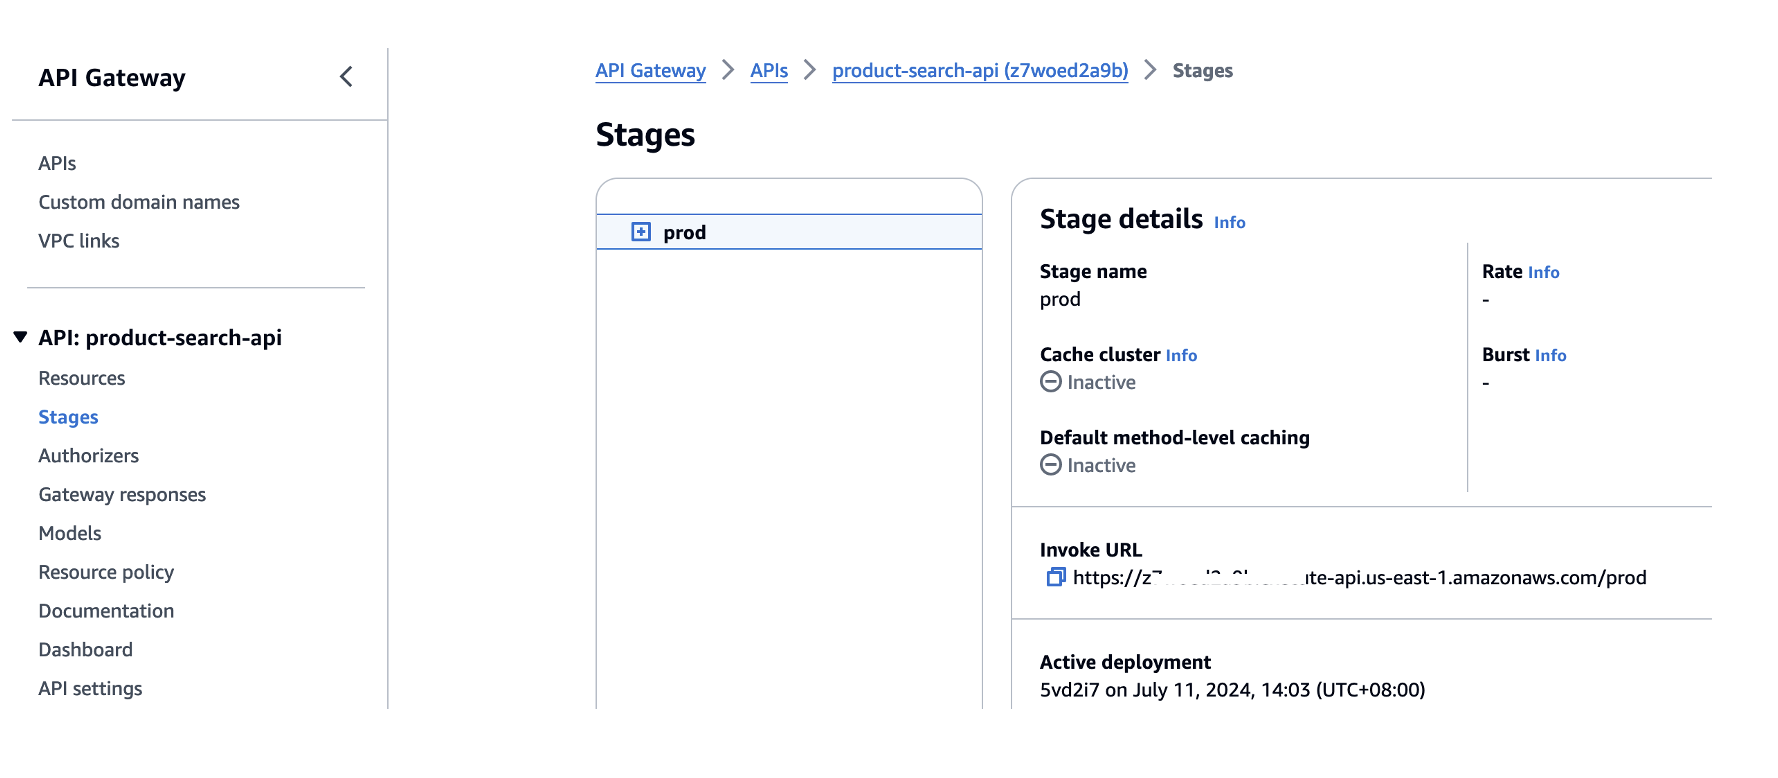 API Gateway
APIs
Custom domain names
VPC links
API: product-search-api
Resources
Stages
Authorizers
Gateway responses
Models
Resource policy
Documentation
Dashboard
API settings
API Gateway > APIs > product-search-api (z7woed2a9b) > Stages
Stages
prod
Stage details Info
Stage name
prod
Rate Info
-
Cache cluster Info
Inactive
Burst Info
-
Default method-level caching
Inactive
Invoke URL
https://z7 te-api.us-east-1.amazonaws.com/prod
Active deployment
5vd2i7 on July 11, 2024, 14:03 (UTC+08:00)